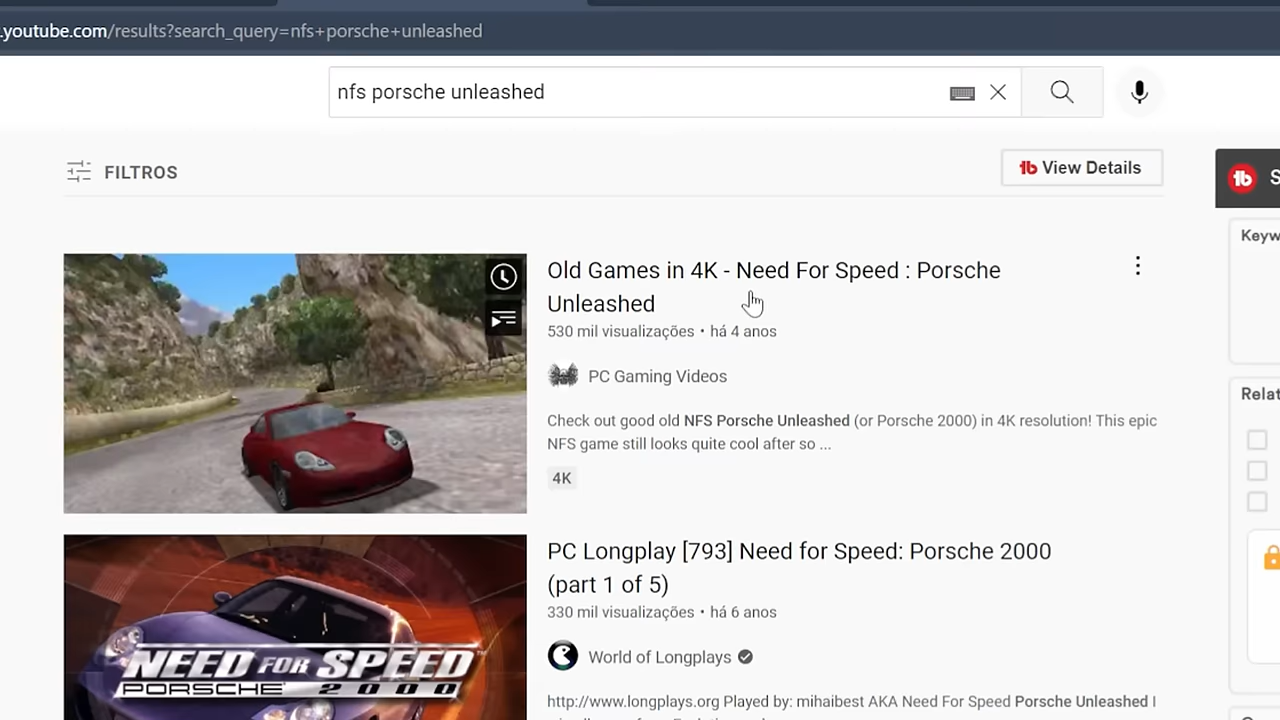 .youtube.com/results?search_query=nfs+porsche+unleashed
nfs porsche unleashed
FILTROS
View Details
Keyw
Old Games in 4K - Need For Speed : Porsche
Unleashed
530 mil visualizações • há 4 anos
PC Gaming Videos
Check out good old NFS Porsche Unleashed (or Porsche 2000) in 4K resolution! This epic
NFS game still looks quite cool after so ...
4K
Relat
PC Longplay [793] Need for Speed: Porsche 2000
(part 1 of 5)
330 mil visualizações • há 6 anos
World of Longplays
NEED FOR SPEED
PORSCHE 2000
http://www.longplays.org Played by: mihaibest AKA Need For Speed Porsche Unleashed I